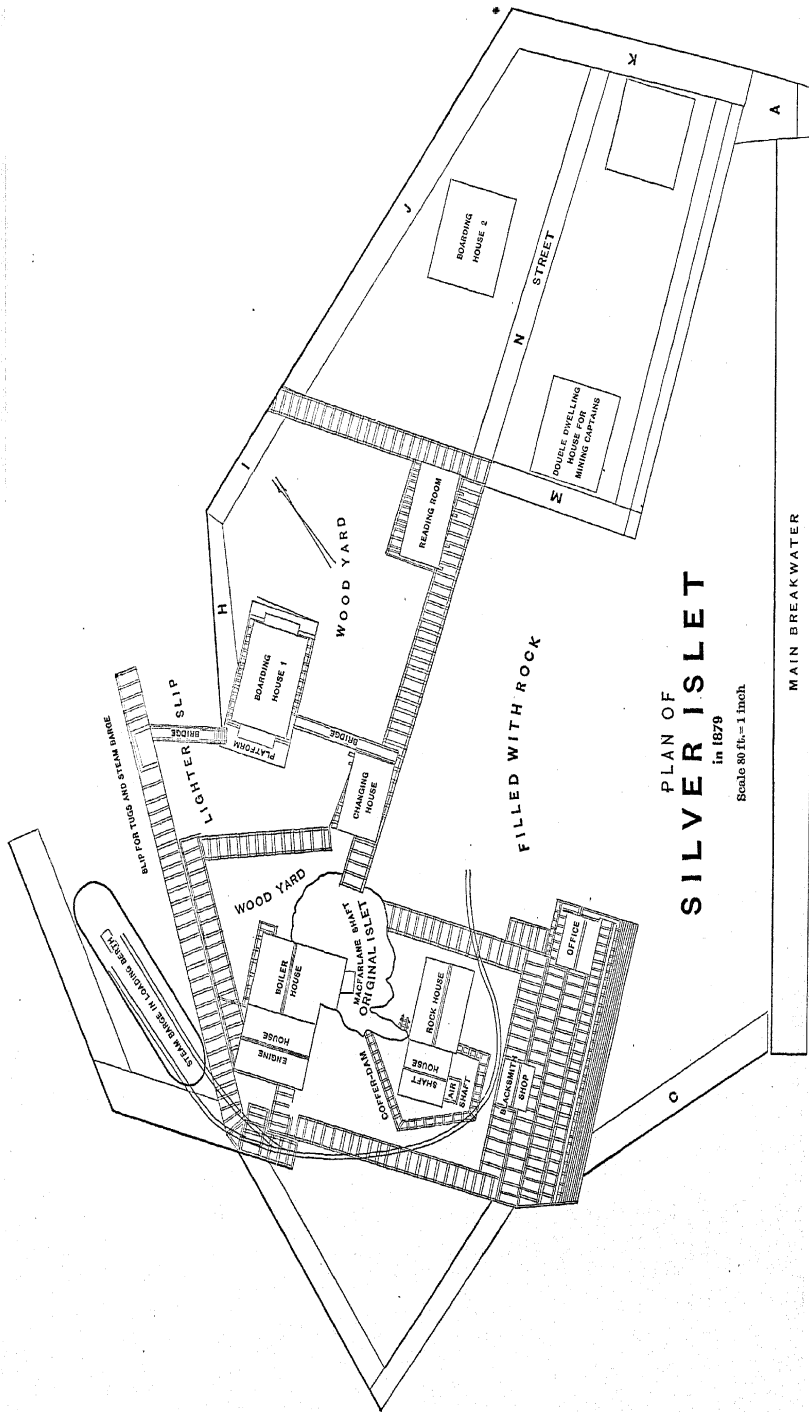 PLAN OF
SILVER ISLET
in 1879
Scale 80 ft. = 1 inch
MAIN BREAKWATER
STEAM BARGE IN LOADING BERTH
SLIP FOR TUGS AND STEAM BARGE
LIGHTER SLIP
BRIDGE
PLATFORM
BOARDING
HOUSE 1
BRIDGE
H
I
J
K
A
WOOD YARD
WOOD YARD
BOILER
HOUSE
ENGINE
HOUSE
MACFARLANE SHAFT
ORIGINAL ISLET
COFFER-DAM
SHAFT
HOUSE
ROCK HOUSE
AIR
SHAFT
BLACKSMITH
SHOP
OFFICE
C
CHANGING
HOUSE
READING ROOM
FILLED WITH ROCK
BOARDING
HOUSE 2
N
STREET
M
DOUBLE DWELLING
HOUSE FOR
MINING CAPTAINS